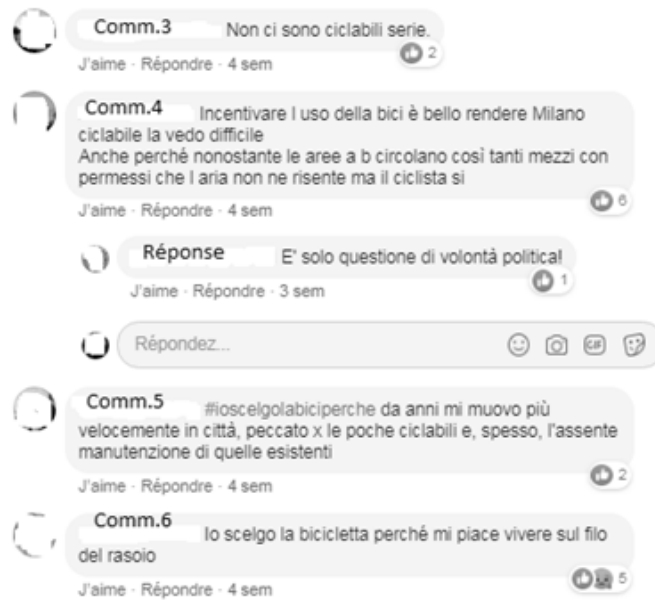 Comm.3 Non ci sono ciclabili serie.
2
J'aime · Répondre · 4 sem
Comm.4 Incentivare l uso della bici è bello rendere Milano
ciclabile la vedo difficile
Anche perché nonostante le aree a b circolano così tanti mezzi con
permessi che l aria non ne risente ma il ciclista si
6
J'aime · Répondre · 4 sem
Réponse E' solo questione di volontà politica!
1
J'aime · Répondre · 3 sem
Répondez...
GIF
Comm.5 #ioscelgolabiciperche da anni mi muovo più
velocemente in città, peccato x le poche ciclabili e, spesso, l'assente
manutenzione di quelle esistenti
2
J'aime · Répondre · 4 sem
Comm.6 Io scelgo la bicicletta perché mi piace vivere sul filo
del rasoio
5
J'aime · Répondre · 4 sem